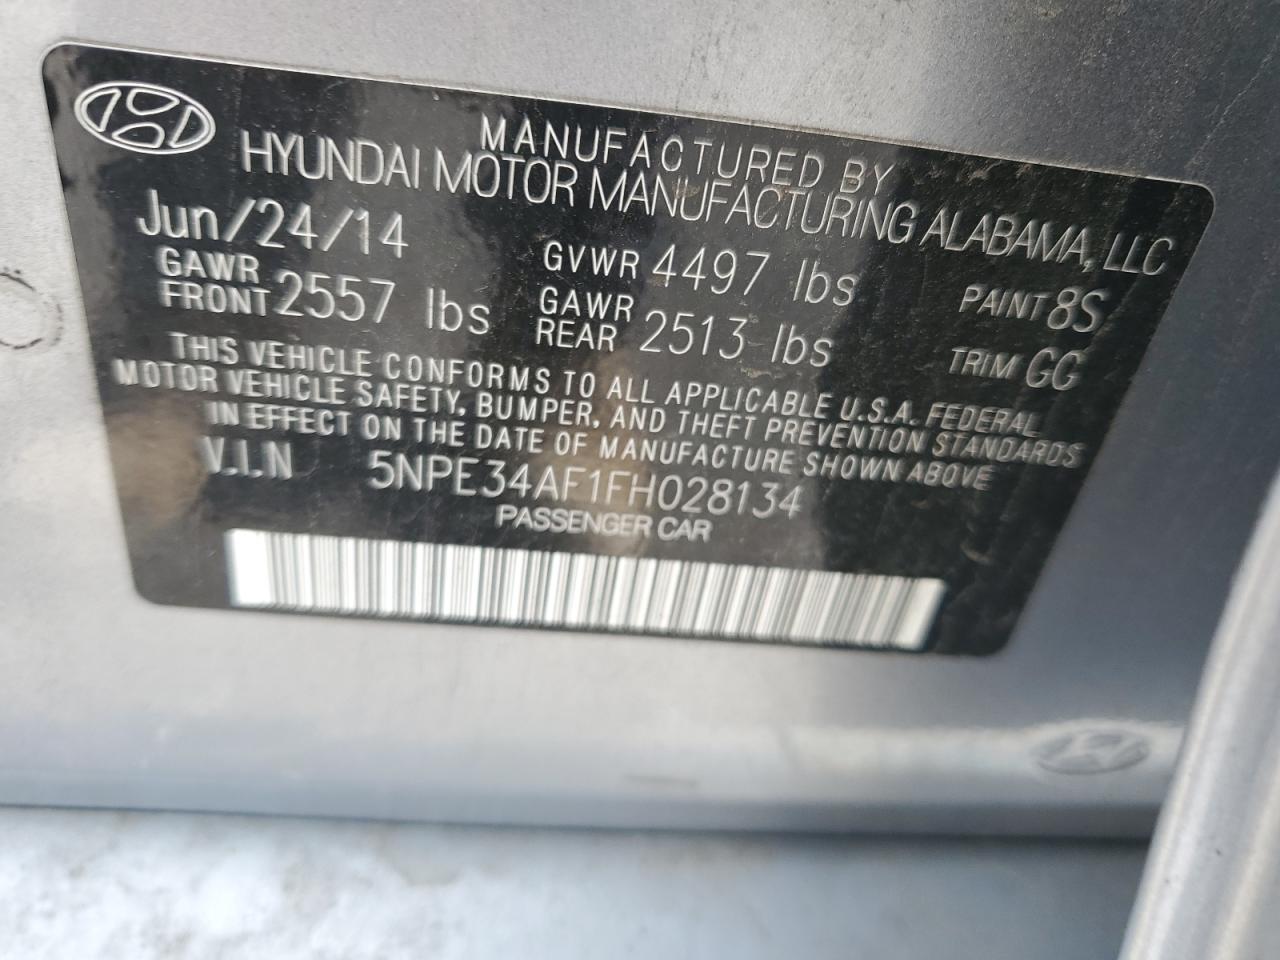 MANUFACTURED BY
HYUNDAI MOTOR MANUFACTURING ALABAMA, LLC
Jun/24/14 GVWR 4497 lbs PAINT 8S
GAWR FRONT 2557 lbs GAWR REAR 2513 lbs TRIM GG
THIS VEHICLE CONFORMS TO ALL APPLICABLE U.S.A. FEDERAL
MOTOR VEHICLE SAFETY, BUMPER, AND THEFT PREVENTION STANDARDS
IN EFFECT ON THE DATE OF MANUFACTURE SHOWN ABOVE
V.I.N 5NPE34AF1FH028134
PASSENGER CAR